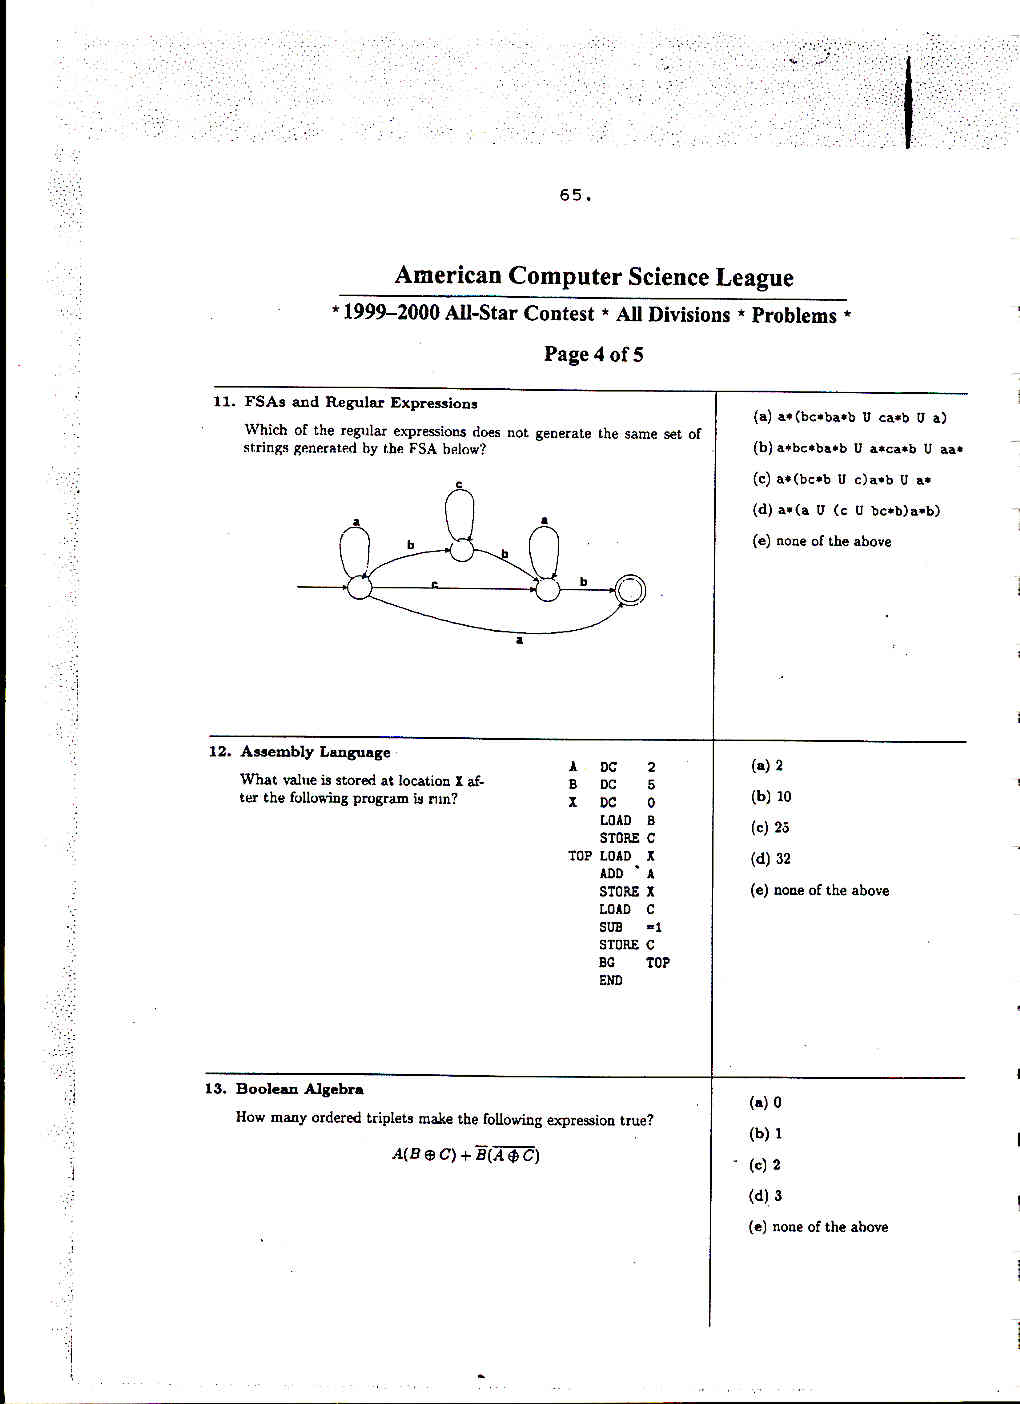 65.
American Computer Science League
* 1999–2000 All-Star Contest * All Divisions * Problems *
Page 4 of 5
11. FSAs and Regular Expressions
Which of the regular expressions does not generate the same set of
strings generated by the FSA below?
c
a
a
b
b
c
b
a
(a) a*(bc*ba*b U ca*b U a)
(b) a*bc*ba*b U a*ca*b U aa*
(c) a*(bc*b U c)a*b U a*
(d) a*(a U (c U bc*b)a*b)
(e) none of the above
12. Assembly Language
What value is stored at location X af-
ter the following program is run?
A DC 2
B DC 5
X DC 0
LOAD B
STORE C
TOP LOAD X
ADD A
STORE X
LOAD C
SUB =1
STORE C
BG TOP
END
(a) 2
(b) 10
(c) 25
(d) 32
(e) none of the above
13. Boolean Algebra
How many ordered triplets make the following expression true?
A(B ⊕ C) + B̅(A̅ ̅⊕̅ ̅C̅)
(a) 0
(b) 1
(c) 2
(d) 3
(e) none of the above